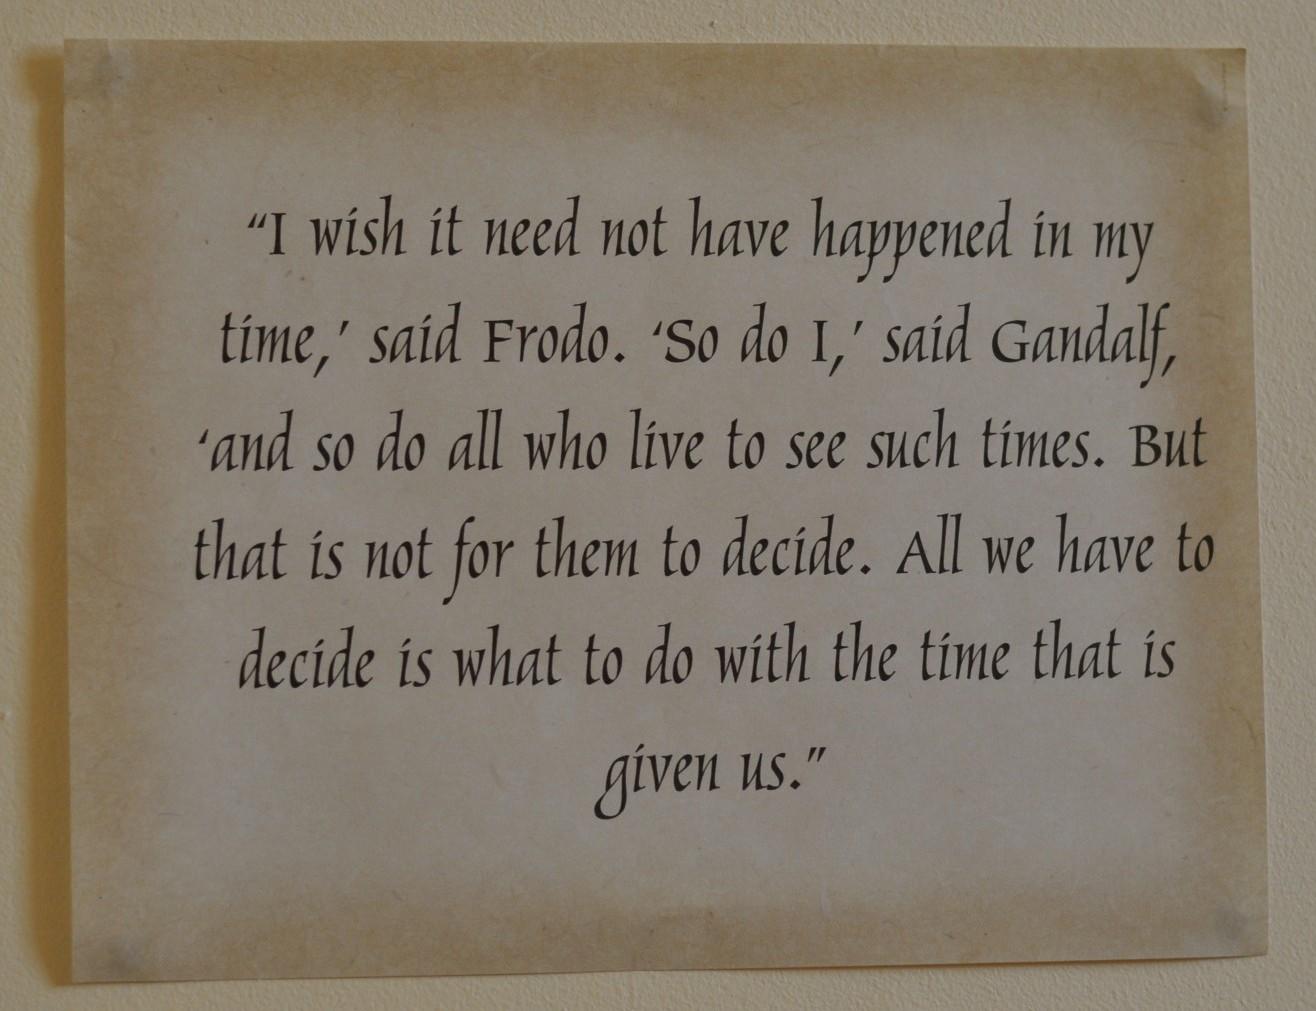 “I wish it need not have happened in my
time,’ said Frodo. ‘So do I,’ said Gandalf,
‘and so do all who live to see such times. But
that is not for them to decide. All we have to
decide is what to do with the time that is
given us.”